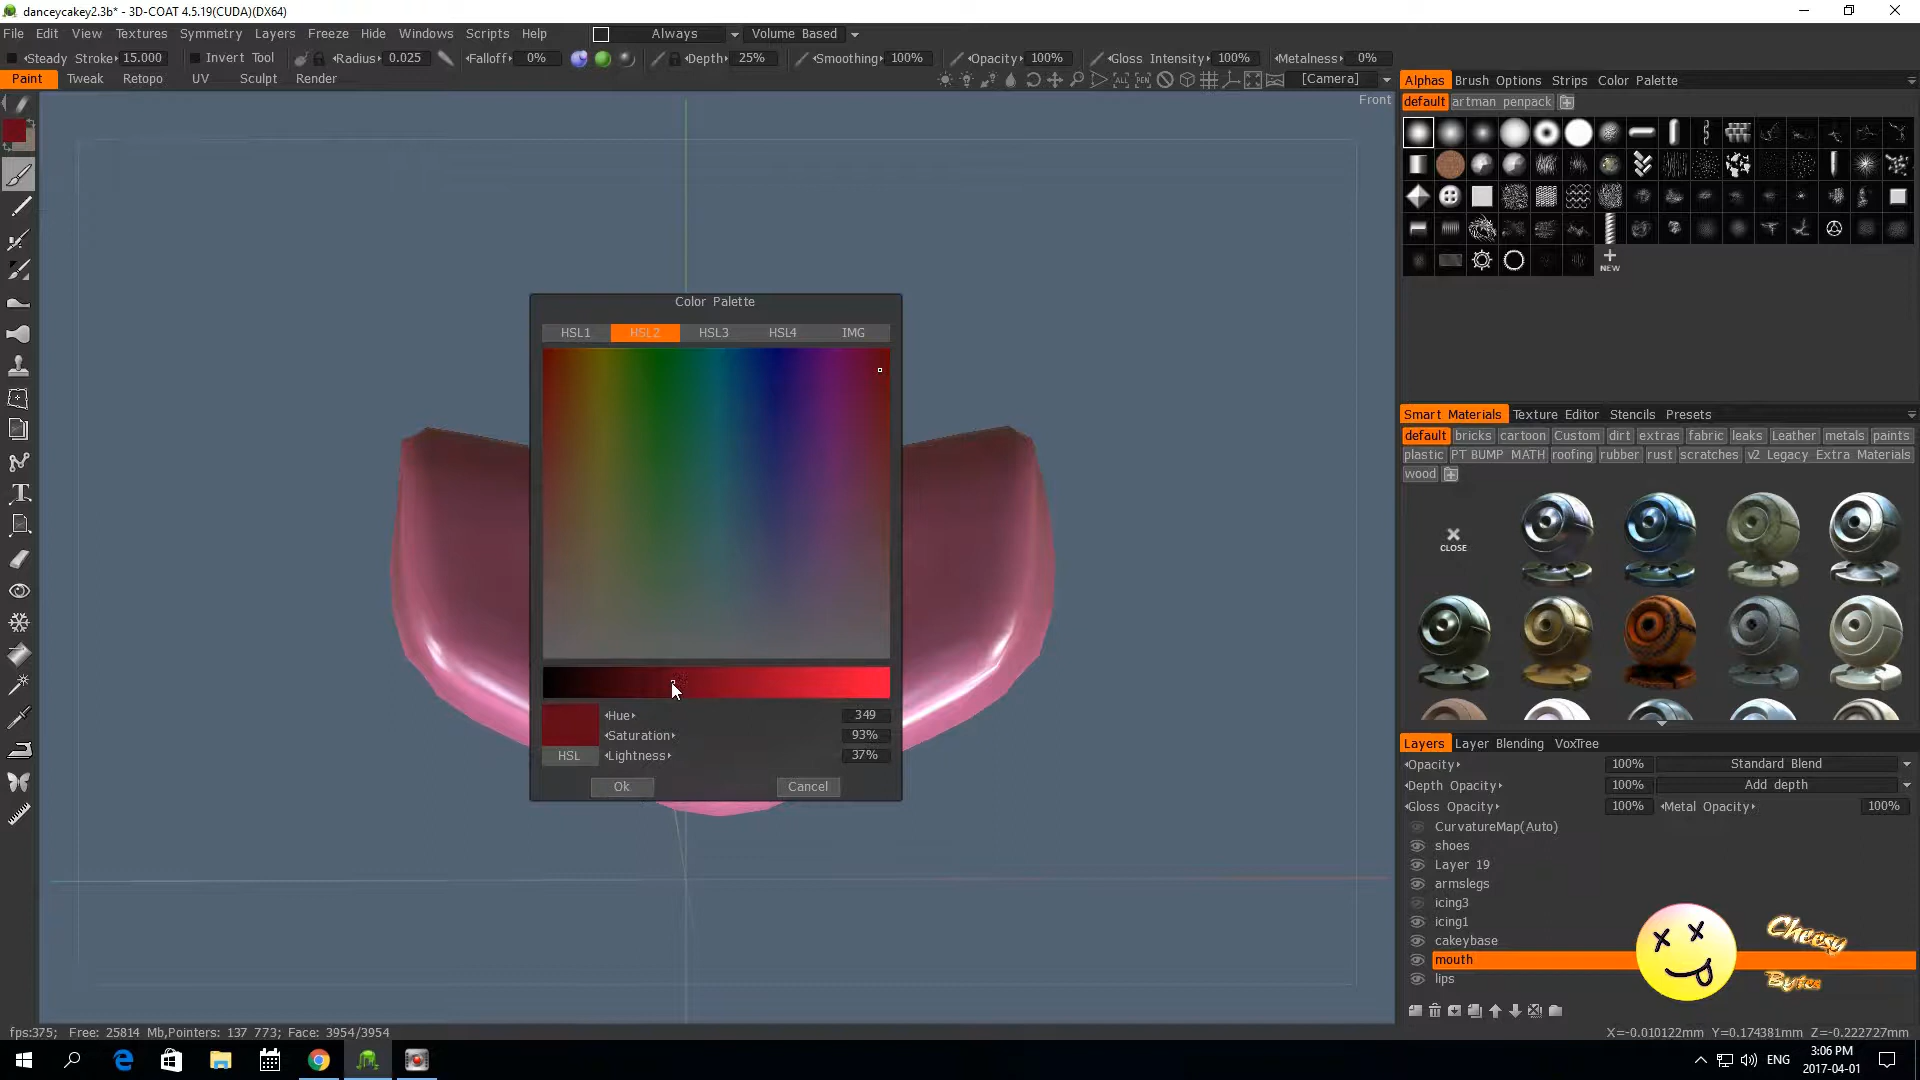 danceycakey2.3b* - 3D-COAT 4.5.19(CUDA)(DX64)
File Edit View Textures Symmetry Layers Freeze Hide Windows Scripts Help Always Volume Based
Steady Stroke 15.000 Invert Tool Radius 0.025 Falloff 0% Depth 25% Smoothing 100% Opacity 100% Gloss Intensity 100% Metalness 0%
Paint Tweak Retopo UV Sculpt Render [Camera]
Alphas Brush Options Strips Color Palette
Front
default artman penpack
NEW
Color Palette
HSL1 HSL2 HSL3 HSL4 IMG
Hue 349
Saturation 93%
HSL Lightness 37%
Ok Cancel
Smart Materials Texture Editor Stencils Presets
default bricks cartoon Custom dirt extras fabric leaks Leather metals paints
plastic PT BUMP MATH roofing rubber rust scratches v2 Legacy Extra Materials
wood
CLOSE
Layers Layer Blending VoxTree
Opacity 100% Standard Blend
Depth Opacity 100% Add depth
Gloss Opacity 100% Metal Opacity 100%
CurvatureMap(Auto)
shoes
Layer 19
armslegs
icing3
icing1
cakeybase
mouth
lips
Cheesy
Bytes
fps:375; Free: 25814 Mb,Pointers: 137 773; Face: 3954/3954
X=-0.010122mm Y=0.174381mm Z=-0.222727mm
ENG
3:06 PM
2017-04-01